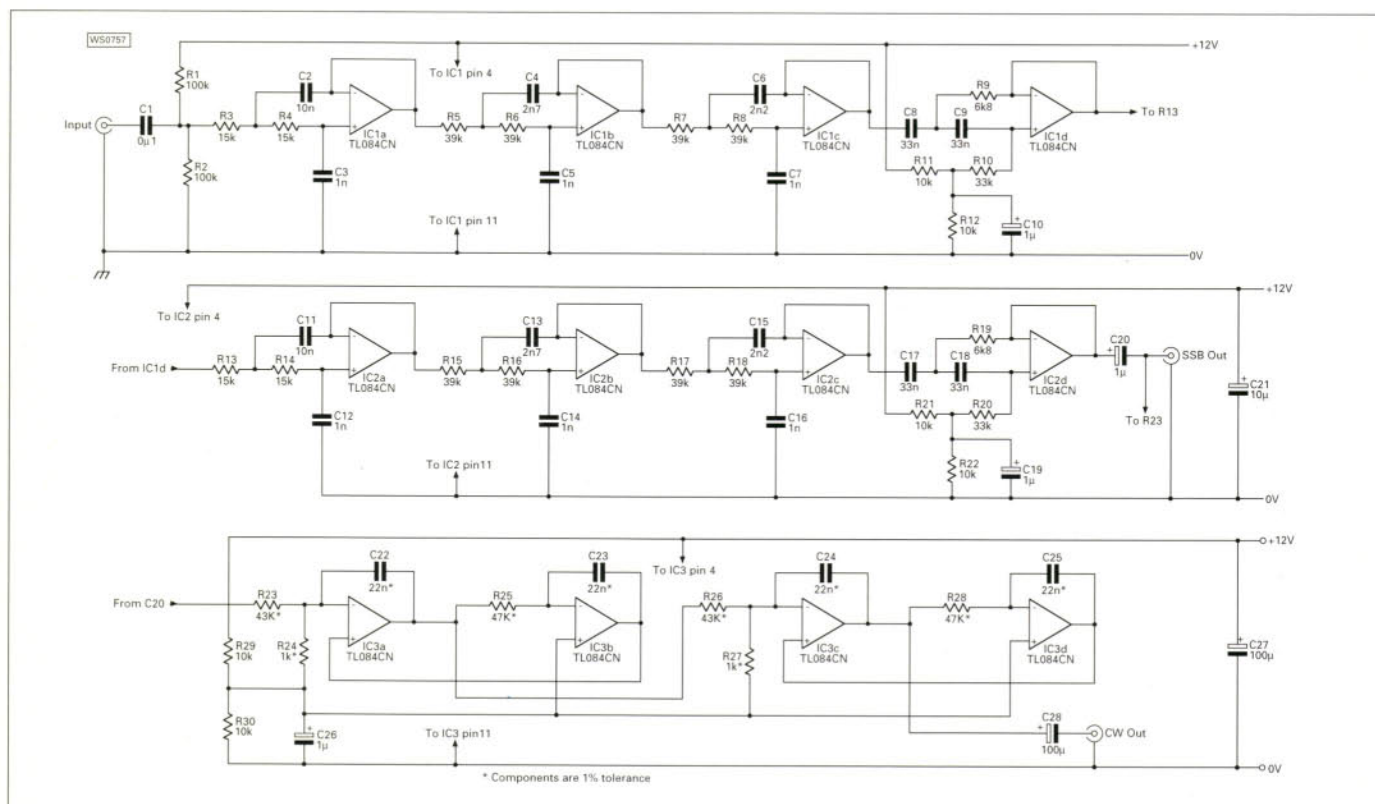 WS0757
+12V
To IC1 pin 4
R1
100k
C2
10n
C4
2n7
C6
2n2
R9
6k8
Input
C1
0µ1
R3
15k
R4
15k
IC1a
TL084CN
R5
39k
R6
39k
IC1b
TL084CN
R7
39k
R8
39k
IC1c
TL084CN
C8
33n
C9
33n
IC1d
TL084CN
To R13
R2
100k
C3
1n
C5
1n
C7
1n
R11
10k
R10
33k
To IC1 pin 11
R12
10k
+
C10
1µ
0V
+12V
To IC2 pin 4
C11
10n
C13
2n7
C15
2n2
R19
6k8
From IC1d
R13
15k
R14
15k
IC2a
TL084CN
R15
39k
R16
39k
IC2b
TL084CN
R17
39k
R18
39k
IC2c
TL084CN
C17
33n
C18
33n
IC2d
TL084CN
+
C20
1µ
SSB Out
+
C21
10µ
C12
1n
C14
1n
C16
1n
R21
10k
R20
33k
To R23
To IC2 pin11
R22
10k
+
C19
1µ
0V
+12V
To IC3 pin 4
C22
22n*
C23
22n*
C24
22n*
C25
22n*
From C20
R23
43K*
R25
47K*
R26
43K*
R28
47K*
R29
10k
R24
1k*
IC3a
TL084CN
IC3b
TL084CN
R27
1k*
IC3c
TL084CN
IC3d
TL084CN
+
C27
100µ
R30
10k
+
C26
1µ
To IC3 pin11
+
C28
100µ
CW Out
0V
* Components are 1% tolerance